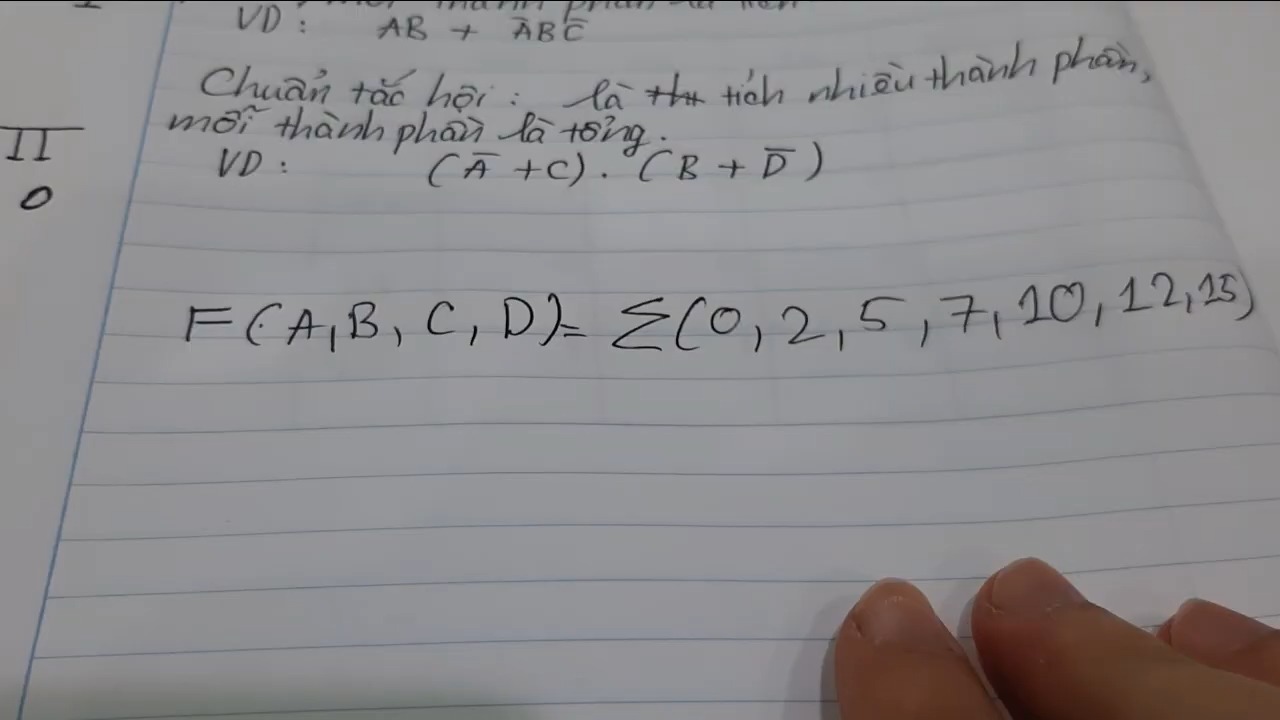 VD : AB + A̅B̅C̅
Chuẩn tắc hội : là tích nhiều thành phần,
mỗi thành phần là tổng.
VD : (A̅ + C) . (B + D̅)
II
0
F(A,B, C, D)= Σ(0, 2, 5, 7, 10, 12, 15)